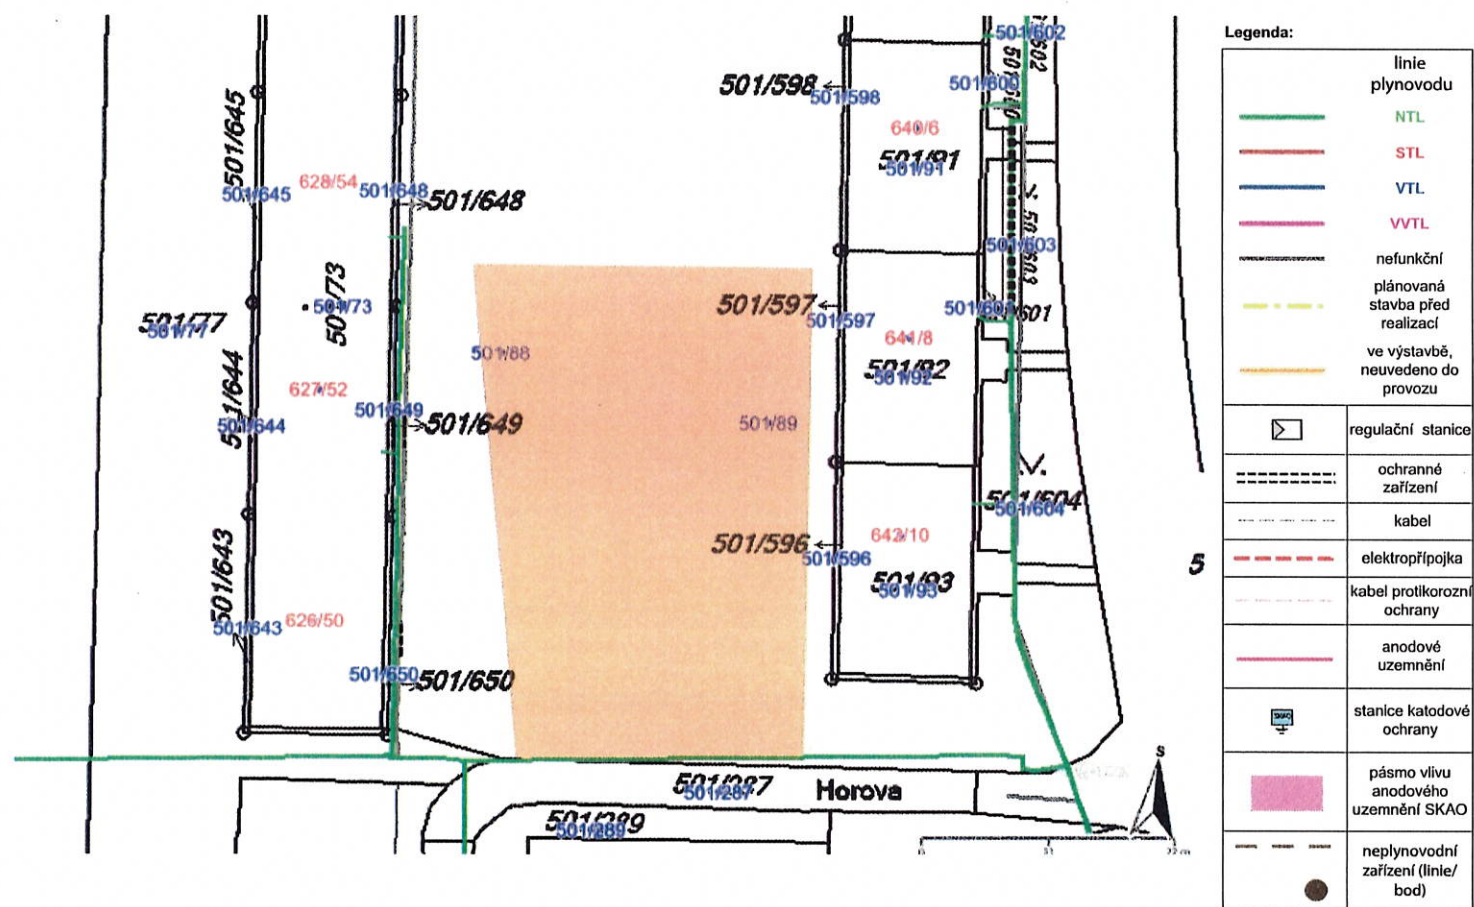 501/602
501/598
501/600
501/598
640/6
501/91
501/91
501/645
628/54
501/645
501/648
501/648
501/603
501/73
501/73
501/597
501/597
501/601
501/77
501/77
641/8
501/92
501/92
501/88
501/644
627/52
501/649
501/644
501/649
501/89
501/604
501/604
501/596
642/10
501/596
501/93
501/93
5
501/643
626/50
501/643
501/650
501/650
S
501/287
501/287
Horova
501/289
501/289
Legenda:
linie
plynovodu
NTL
STL
VTL
VVTL
nefunkční
plánovaná
stavba před
realizací
ve výstavbě,
neuvedeno do
provozu
regulační stanice
ochranné
zařízení
kabel
elektropřípojka
kabel protikorozní
ochrany
anodové
uzemnění
SKAO
stanice katodové
ochrany
pásmo vlivu
anodového
uzemnění SKAO
neplynovodní
zařízení (linie/
bod)